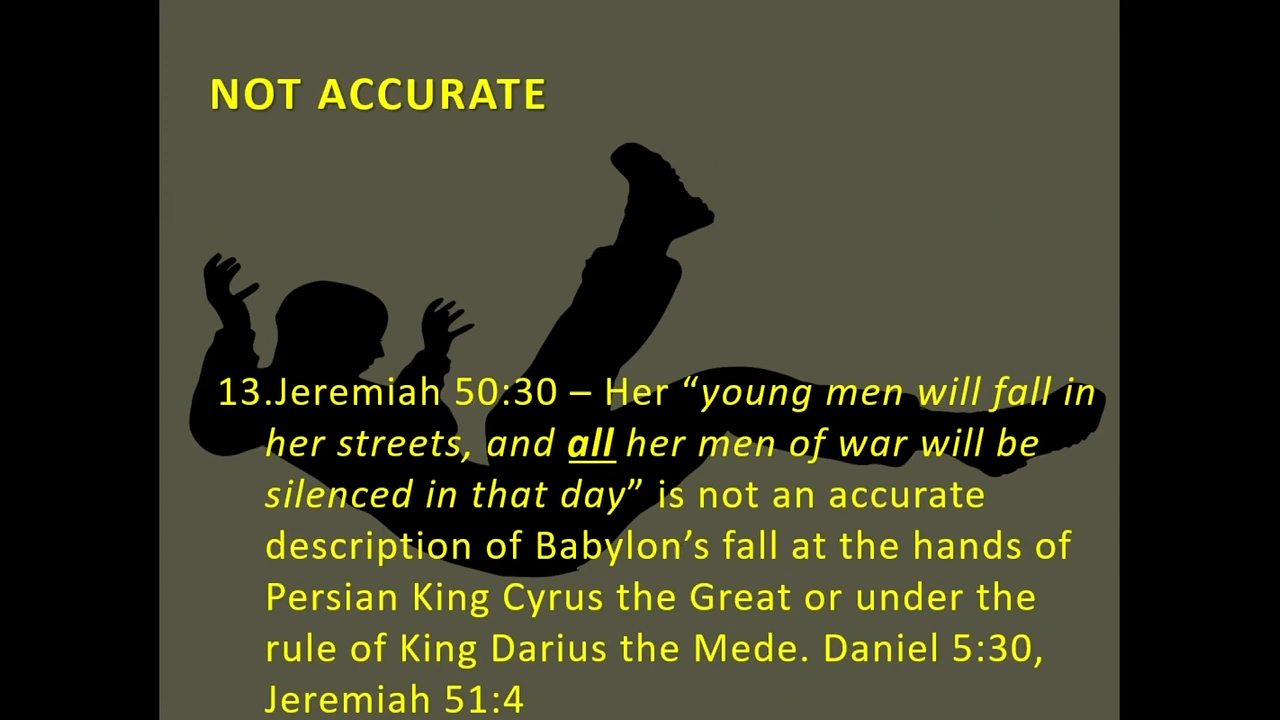 NOT ACCURATE
13.Jeremiah 50:30 – Her “young men will fall in
her streets, and all her men of war will be
silenced in that day” is not an accurate
description of Babylon’s fall at the hands of
Persian King Cyrus the Great or under the
rule of King Darius the Mede. Daniel 5:30,
Jeremiah 51:4